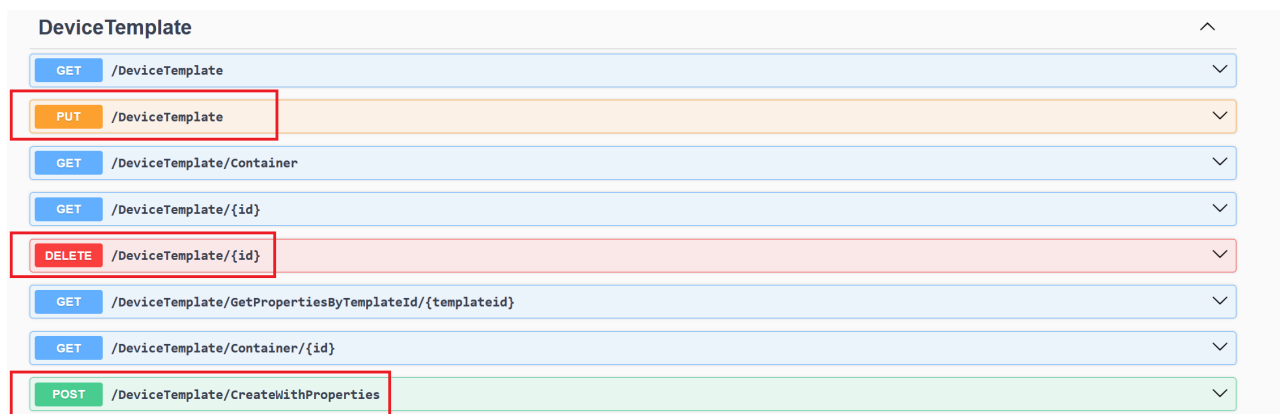 DeviceTemplate
GET /DeviceTemplate
PUT /DeviceTemplate
GET /DeviceTemplate/Container
GET /DeviceTemplate/{id}
DELETE /DeviceTemplate/{id}
GET /DeviceTemplate/GetPropertiesByTemplateId/{templateid}
GET /DeviceTemplate/Container/{id}
POST /DeviceTemplate/CreateWithProperties